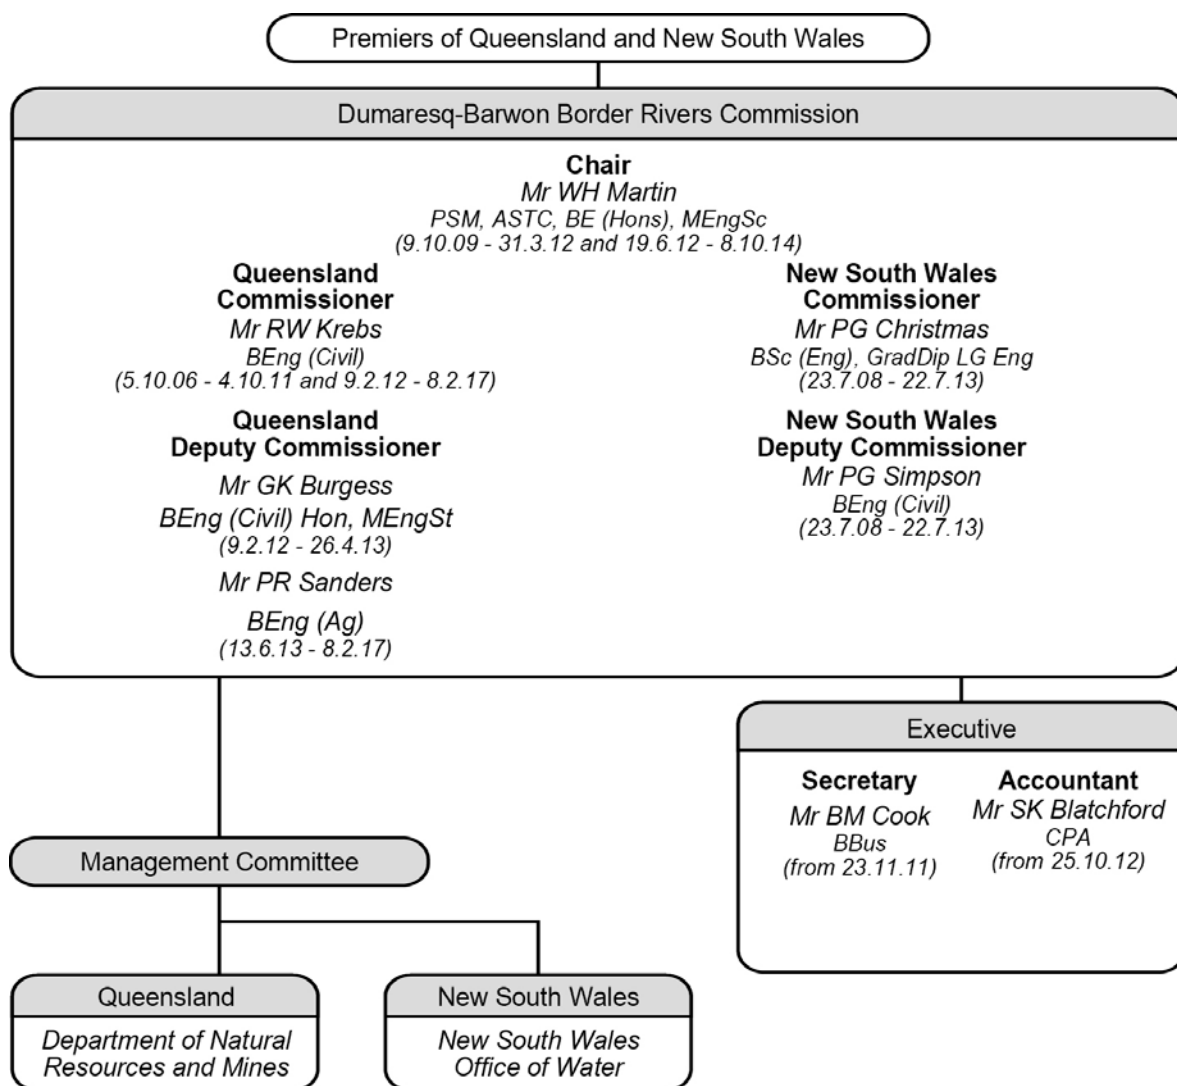 Premiers of Queensland and New South Wales
Dumaresq-Barwon Border Rivers Commission
Chair
Mr WH Martin
PSM, ASTC, BE (Hons), MEngSc
(9.10.09 - 31.3.12 and 19.6.12 - 8.10.14)
Queensland
Commissioner
Mr RW Krebs
BEng (Civil)
(5.10.06 - 4.10.11 and 9.2.12 - 8.2.17)
New South Wales
Commissioner
Mr PG Christmas
BSc (Eng), GradDip LG Eng
(23.7.08 - 22.7.13)
Queensland
Deputy Commissioner
Mr GK Burgess
BEng (Civil) Hon, MEngSt
(9.2.12 - 26.4.13)
Mr PR Sanders
BEng (Ag)
(13.6.13 - 8.2.17)
New South Wales
Deputy Commissioner
Mr PG Simpson
BEng (Civil)
(23.7.08 - 22.7.13)
Executive
Secretary
Mr BM Cook
BBus
(from 23.11.11)
Accountant
Mr SK Blatchford
CPA
(from 25.10.12)
Management Committee
Queensland
Department of Natural
Resources and Mines
New South Wales
New South Wales
Office of Water